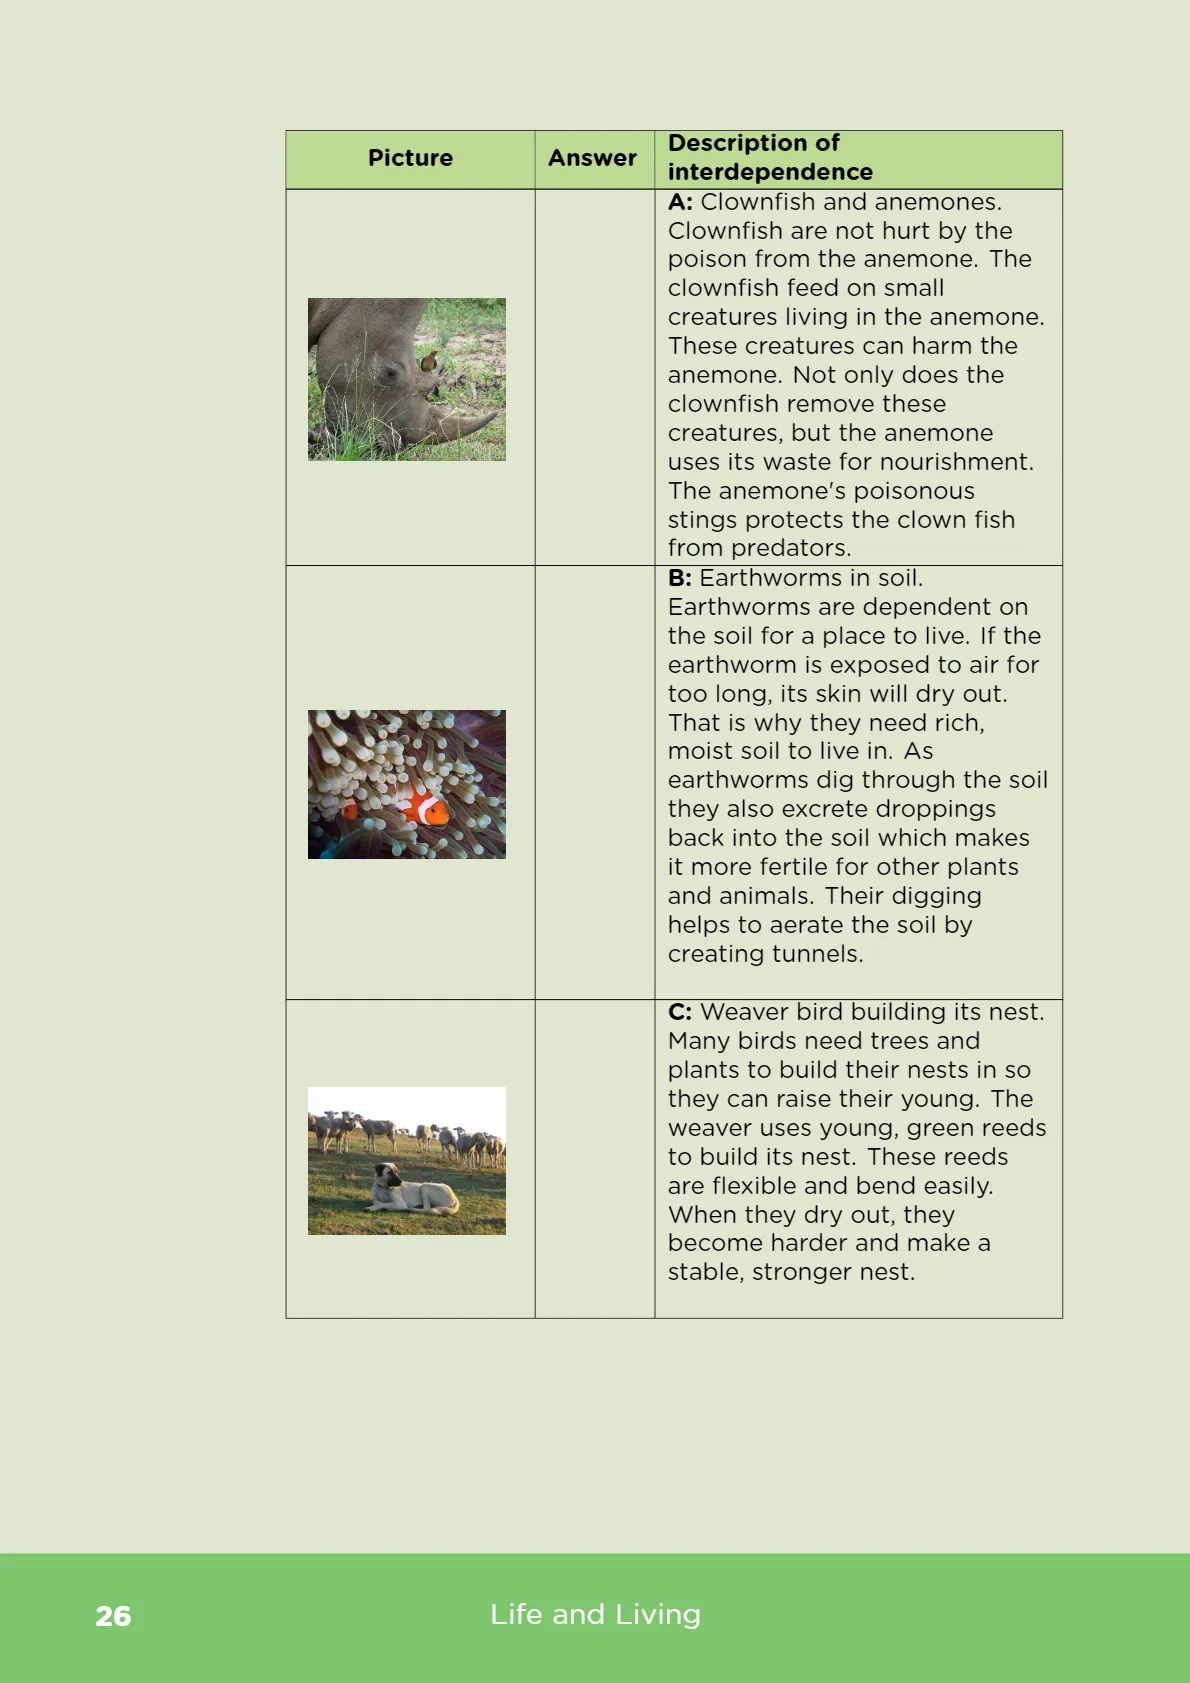 Picture
Answer
Description of
interdependence
A: Clownfish and anemones.
Clownfish are not hurt by the
poison from the anemone. The
clownfish feed on small
creatures living in the anemone.
These creatures can harm the
anemone. Not only does the
clownfish remove these
creatures, but the anemone
uses its waste for nourishment.
The anemone's poisonous
stings protects the clown fish
from predators.
B: Earthworms in soil.
Earthworms are dependent on
the soil for a place to live. If the
earthworm is exposed to air for
too long, its skin will dry out.
That is why they need rich,
moist soil to live in. As
earthworms dig through the soil
they also excrete droppings
back into the soil which makes
it more fertile for other plants
and animals. Their digging
helps to aerate the soil by
creating tunnels.
C: Weaver bird building its nest.
Many birds need trees and
plants to build their nests in so
they can raise their young. The
weaver uses young, green reeds
to build its nest. These reeds
are flexible and bend easily.
When they dry out, they
become harder and make a
stable, stronger nest.
26
Life and Living